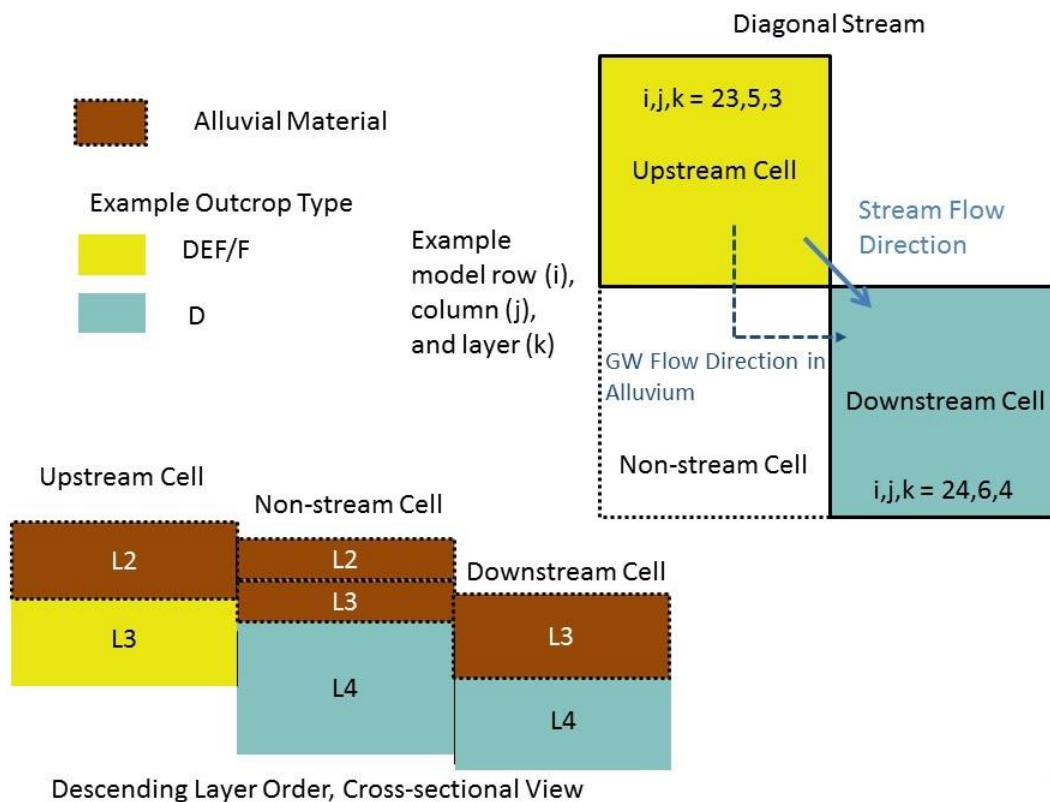 Diagonal Stream
Alluvial Material
Example Outcrop Type
DEF/F
D
i,j,k = 23,5,3
Upstream Cell
Stream Flow
Direction
Example
model row (i),
column (j),
and layer (k)
GW Flow Direction in
Alluvium
Downstream Cell
Non-stream Cell
i,j,k = 24,6,4
Upstream Cell
Non-stream Cell
Downstream Cell
L2
L3
L2
L3
L4
L3
L4
Descending Layer Order, Cross-sectional View